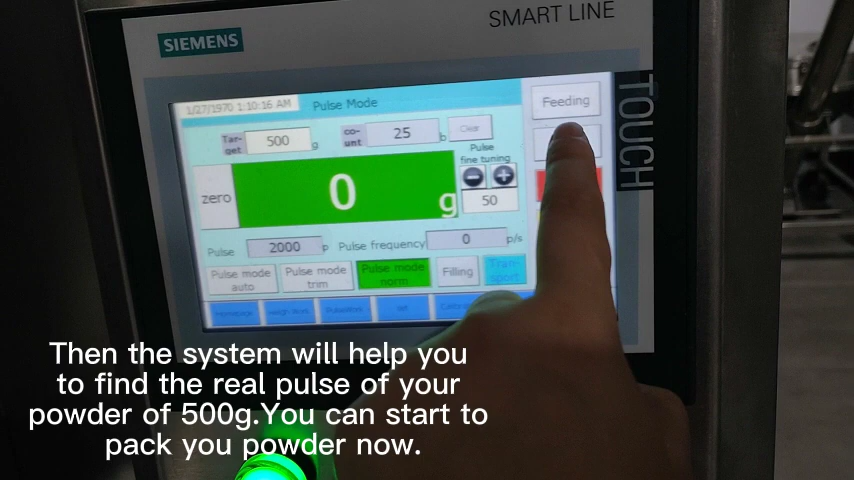 SIEMENS
SMART LINE
TOUCH
1/27/1970 1:10:16 AM
Pulse Mode
Feeding
Tar-
get
500
g
co-
unt
25
b
Clear
Pulse
fine tuning
zero
0
g
50
Pulse
2000
p
Pulse frequency
0
p/s
Pulse mode
auto
Pulse mode
trim
Pulse mode
norm
Filling
Tran-
sport
Homepage
Then the system will help you
to find the real pulse of your
powder of 500g.You can start to
pack you powder now.